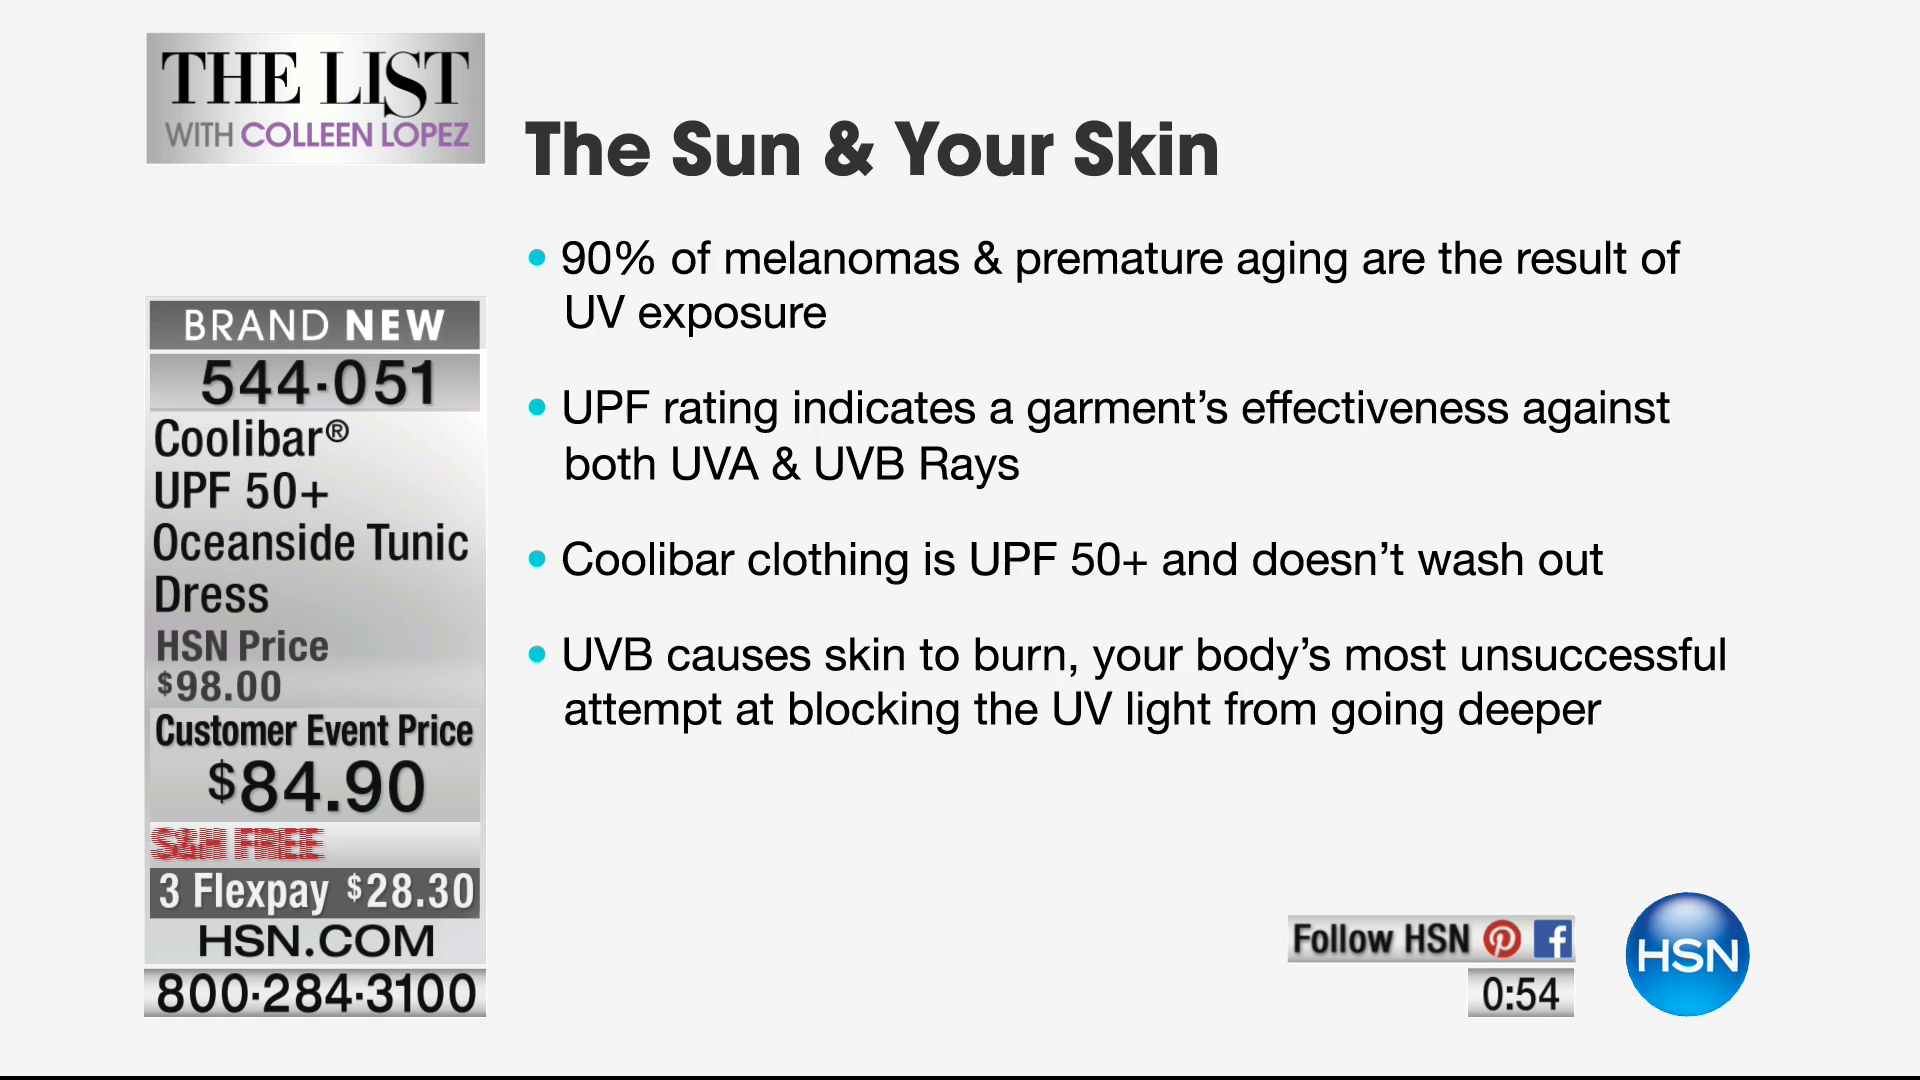 THE LIST
WITH COLLEEN LOPEZ
The Sun & Your Skin
• 90% of melanomas & premature aging are the result of
UV exposure
• UPF rating indicates a garment’s effectiveness against
both UVA & UVB Rays
• Coolibar clothing is UPF 50+ and doesn’t wash out
• UVB causes skin to burn, your body’s most unsuccessful
attempt at blocking the UV light from going deeper
BRAND NEW
544·051
Coolibar®
UPF 50+
Oceanside Tunic
Dress
HSN Price
$98.00
Customer Event Price
$84.90
S&H FREE
3 Flexpay $28.30
HSN.COM
800·284·3100
Follow HSN
0:54
HSN